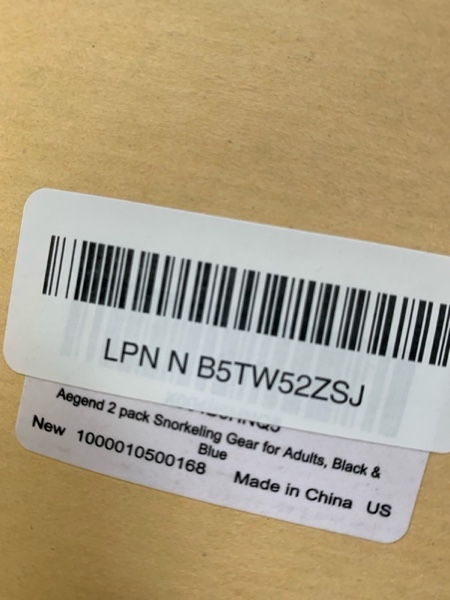 LPN N B5TW52ZSJ
Aegend 2 pack Snorkeling Gear for Adults, Black &
Blue
New 1000010500168 Made in China US